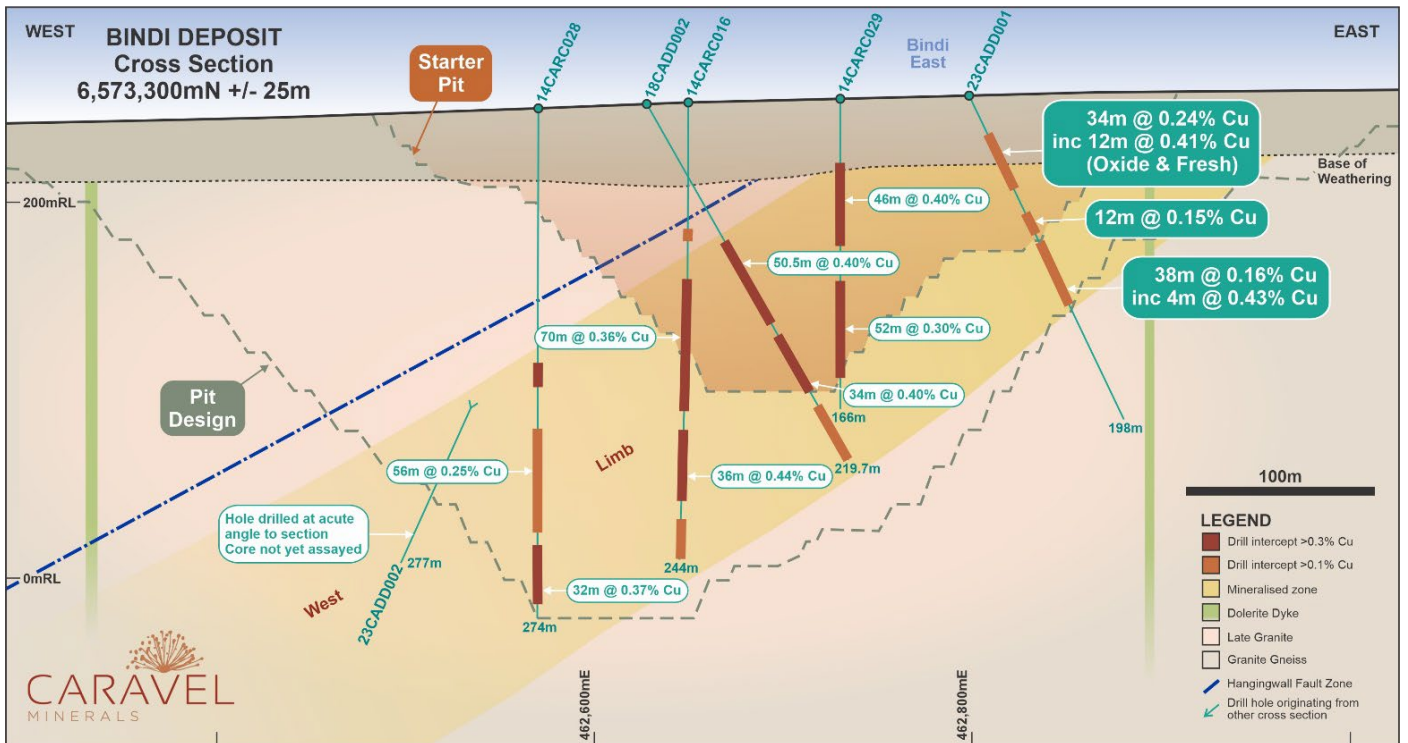 WEST
BINDI DEPOSIT
Cross Section
6,573,300mN +/- 25m
Starter
Pit
14CARC028
18CADD002
14CARC016
14CARC029
Bindi
East
23CADD001
EAST
34m @ 0.24% Cu
inc 12m @ 0.41% Cu
(Oxide & Fresh)
Base of
Weathering
200mRL
46m @ 0.40% Cu
12m @ 0.15% Cu
50.5m @ 0.40% Cu
38m @ 0.16% Cu
inc 4m @ 0.43% Cu
70m @ 0.36% Cu
52m @ 0.30% Cu
Pit
Design
34m @ 0.40% Cu
166m
198m
Limb
56m @ 0.25% Cu
36m @ 0.44% Cu
219.7m
100m
Hole drilled at acute
angle to section
Core not yet assayed
277m
244m
0mRL
32m @ 0.37% Cu
West
23CADD002
274m
LEGEND
Drill intercept >0.3% Cu
Drill intercept >0.1% Cu
Mineralised zone
Dolerite Dyke
Late Granite
Granite Gneiss
Hangingwall Fault Zone
Drill hole originating from
other cross section
CARAVEL
MINERALS
462,600mE
462,800mE